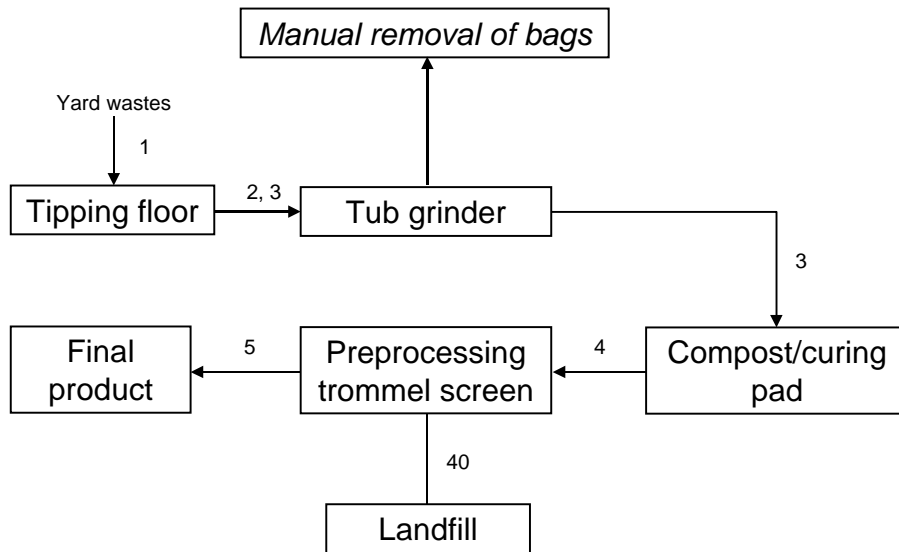 Manual removal of bags
Yard wastes
1
Tipping floor
2, 3
Tub grinder
3
Final
product
5
Preprocessing
trommel screen
4
Compost/curing
pad
40
Landfill